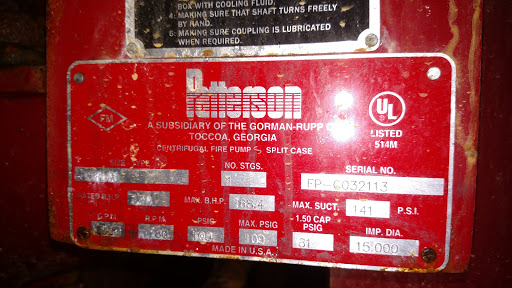 BOX WITH COOLING FLUID.
4: MAKING SURE THAT SHAFT TURNS FREELY
BY HAND.
5: MAKING SURE COUPLING IS LUBRICATED
WHEN REQUIRED.
Patterson
FM
A SUBSIDIARY OF THE GORMAN-RUPP
TOCCOA, GEORGIA
CENTRIFUGAL FIRE PUMP - SPLIT CASE
UL
LISTED
514M
SIZE
NO. STGS.
SERIAL NO.
1
FP-C032113
MAX. B.H.P. 168.4
MAX. SUCT. 141 P.S.I.
G.P.M. R.P.M. PSIG MAX. PSIG 1.50 CAP PSIG IMP. DIA.
109 81 15.000
MADE IN U.S.A.